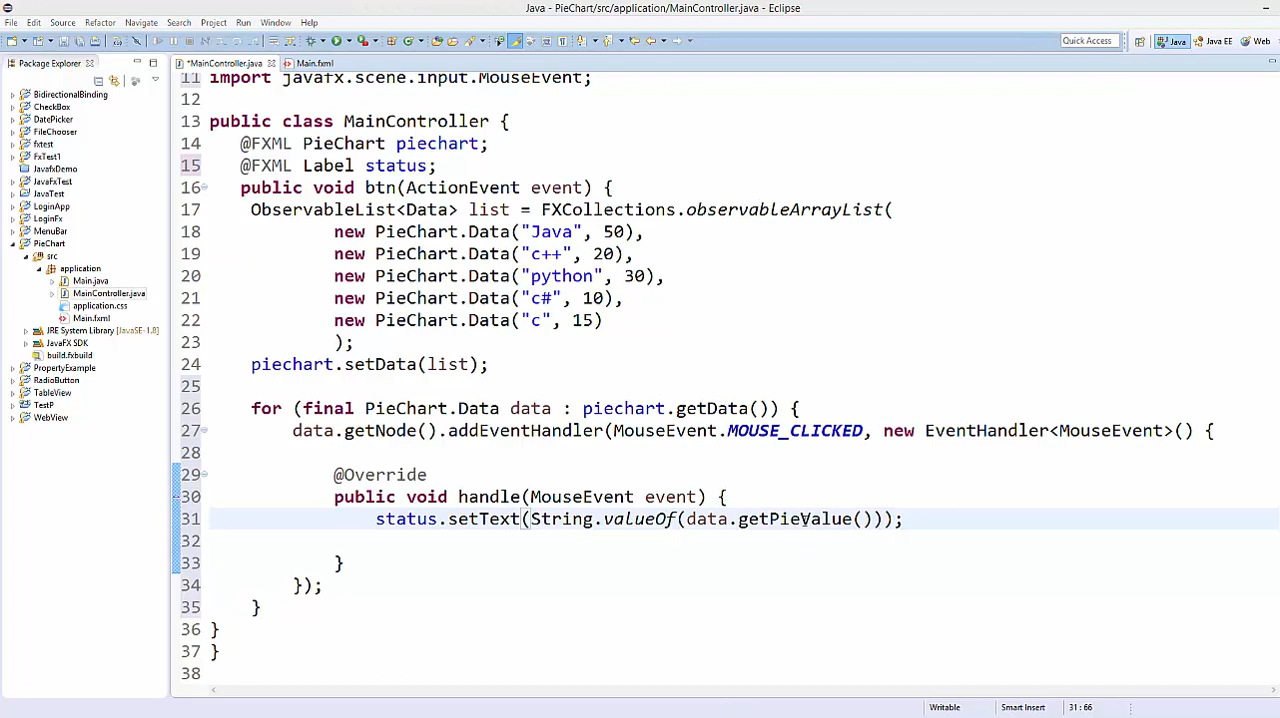 Java - PieChart/src/application/MainController.java - Eclipse
File Edit Source Refactor Navigate Search Project Run Window Help
Quick Access Java Java EE Web
Package Explorer
*MainController.java Main.fxml
BidirectionalBinding
CheckBox
DatePicker
FileChooser
fxtest
FxTest1
JavafxDemo
JavaFxTest
JavaTest
LoginApp
LoginFx
MenuBar
PieChart
src
application
Main.java
MainController.java
application.css
Main.fxml
JRE System Library [JavaSE-1.8]
JavaFX SDK
build.fxbuild
PropertyExample
RadioButton
TableView
TestP
WebView
11 import javafx.scene.input.MouseEvent;
12
13 public class MainController {
14 @FXML PieChart piechart;
15 @FXML Label status;
16 public void btn(ActionEvent event) {
17 ObservableList<Data> list = FXCollections.observableArrayList(
18 new PieChart.Data("Java", 50),
19 new PieChart.Data("c++", 20),
20 new PieChart.Data("python", 30),
21 new PieChart.Data("c#", 10),
22 new PieChart.Data("c", 15)
23 );
24 piechart.setData(list);
25
26 for (final PieChart.Data data : piechart.getData()) {
27 data.getNode().addEventHandler(MouseEvent.MOUSE_CLICKED, new EventHandler<MouseEvent>() {
28
29 @Override
30 public void handle(MouseEvent event) {
31 status.setText(String.valueOf(data.getPieValue()));
32
33 }
34 });
35 }
36 }
37 }
38
Writable Smart Insert 31 : 66